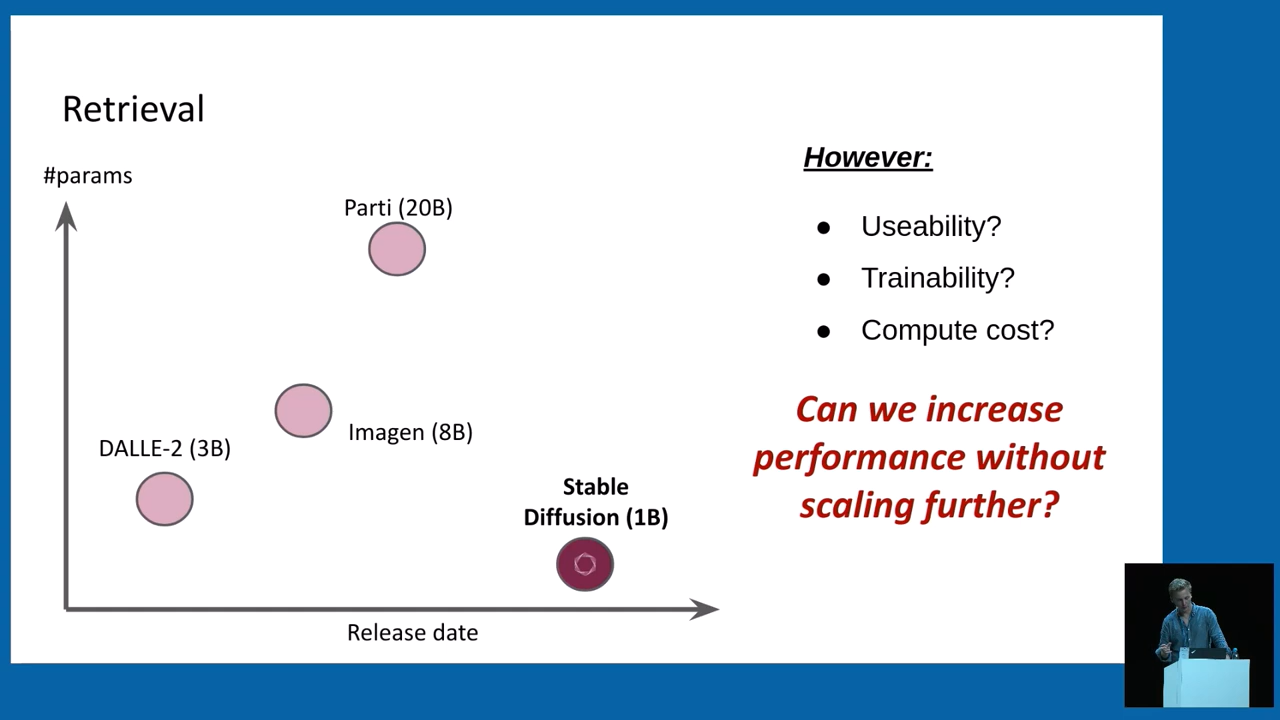 Retrieval
#params
Parti (20B)
Imagen (8B)
DALLE-2 (3B)
Stable
Diffusion (1B)
Release date
However:
● Useability?
● Trainability?
● Compute cost?
Can we increase
performance without
scaling further?